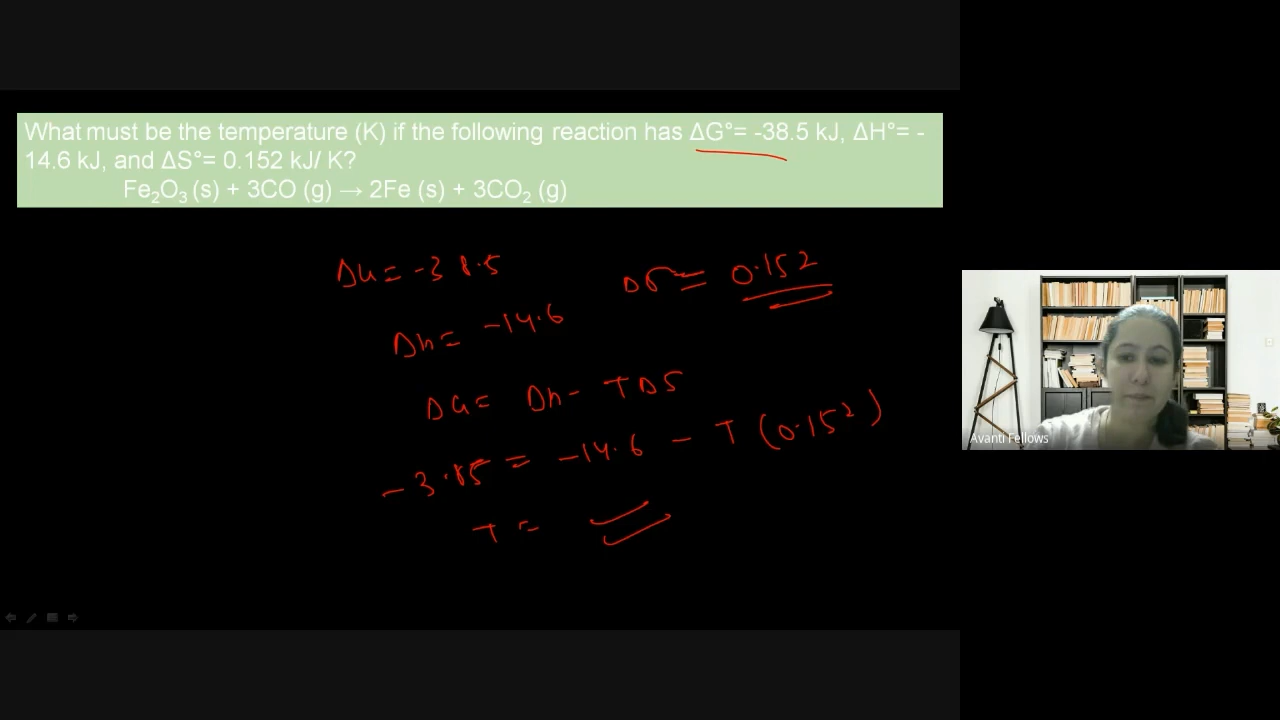 What must be the temperature (K) if the following reaction has ΔG°= -38.5 kJ, ΔH°= -
14.6 kJ, and ΔS°= 0.152 kJ/ K?
Fe₂O₃ (s) + 3CO (g) → 2Fe (s) + 3CO₂ (g)
ΔG = -38.5
ΔS = 0.152
Δh = -14.6
ΔG = Δh - TΔS
-3.85 = -14.6 - T (0.152)
T =
Avanti Fellows